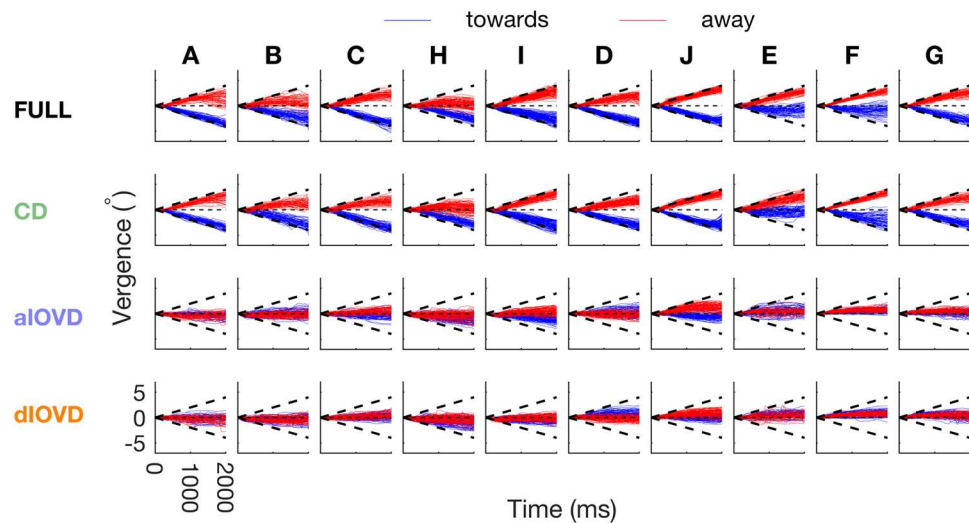 towards away
A B C H I D J E F G
FULL
CD
aIOVD
dIOVD
Vergence (°)
5
0
-5
0 1000 2000
Time (ms)